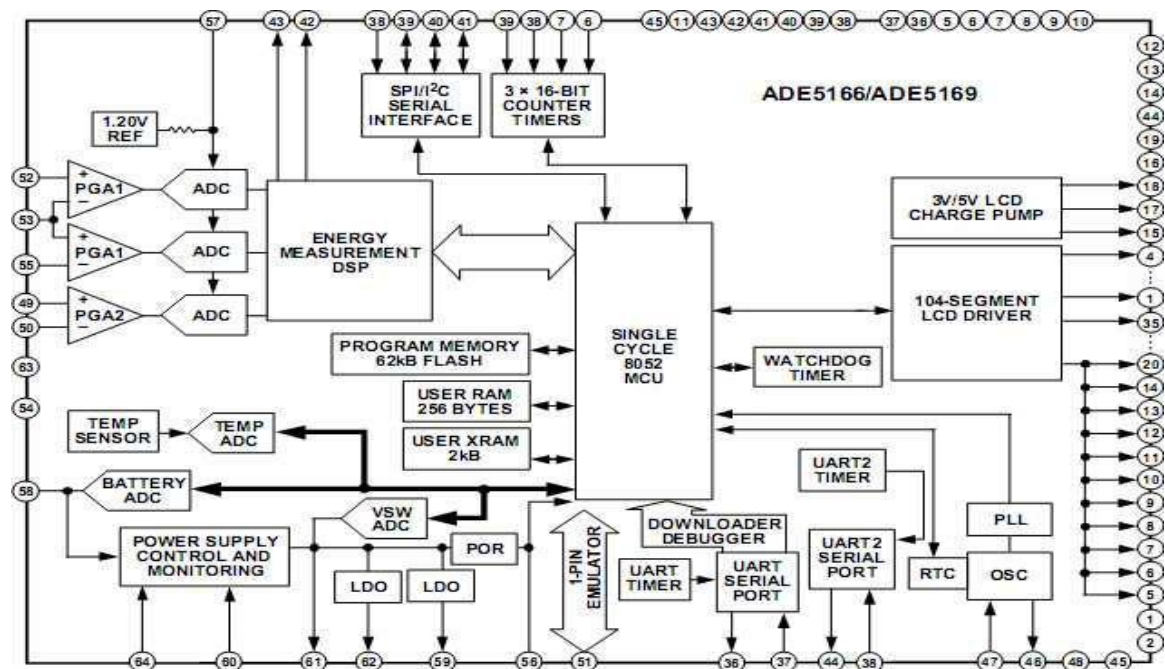 57 43 42 38 39 40 41 39 38 7 6 45 11 43 42 41 40 39 38 37 36 5 6 7 8 9 10
12
13
14
44
19
16
18
17
15
4
1
35
20
14
13
12
11
10
9
8
7
6
5
1
2
ADE5166/ADE5169
1.20V
REF
SPI/I²C
SERIAL
INTERFACE
3 × 16-BIT
COUNTER
TIMERS
52
53
55
49
50
63
54
58
+
PGA1
−
ADC
+
PGA1
−
ADC
+
PGA2
−
ADC
ENERGY
MEASUREMENT
DSP
3V/5V LCD
CHARGE PUMP
104-SEGMENT
LCD DRIVER
SINGLE
CYCLE
8052
MCU
PROGRAM MEMORY
62kB FLASH
USER RAM
256 BYTES
USER XRAM
2kB
WATCHDOG
TIMER
TEMP
SENSOR
TEMP
ADC
BATTERY
ADC
VSW
ADC
POWER SUPPLY
CONTROL AND
MONITORING
LDO
LDO
POR
1-PIN
EMULATOR
DOWNLOADER
DEBUGGER
UART
TIMER
UART
SERIAL
PORT
UART2
TIMER
UART2
SERIAL
PORT
RTC
PLL
OSC
64 60 61 62 59 56 51 36 37 44 38 47 46 48 45